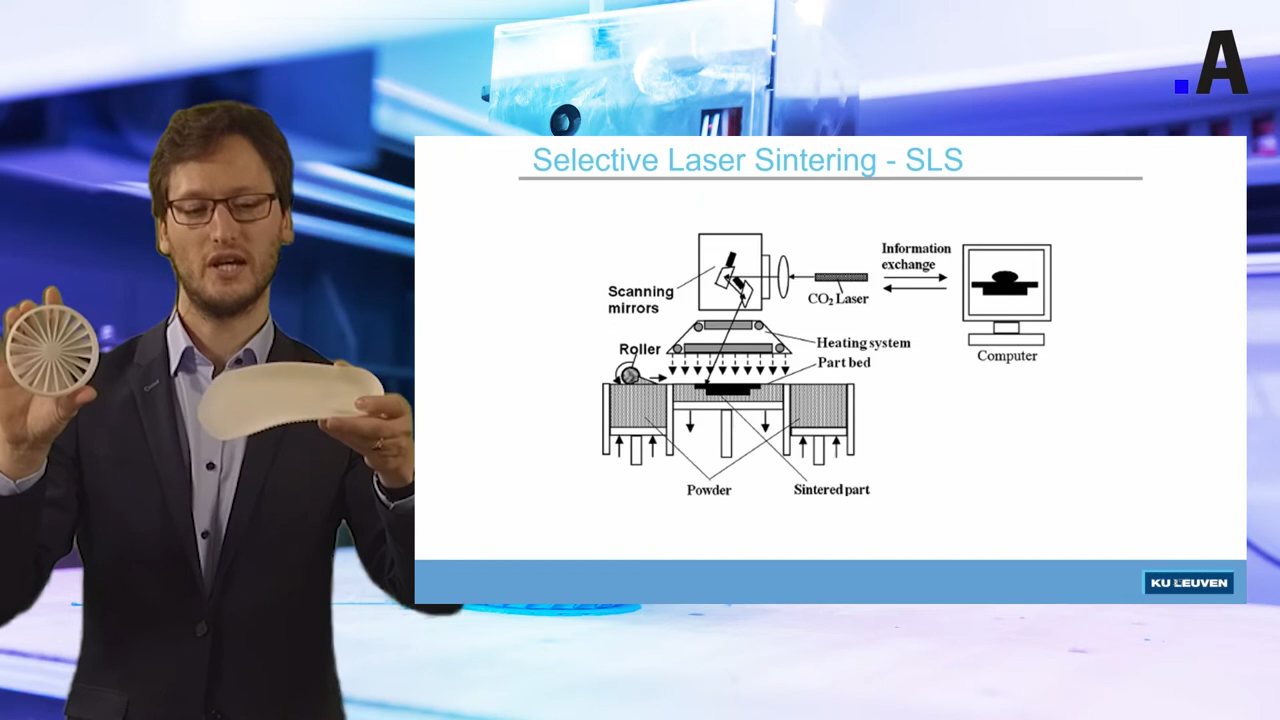 .A
Selective Laser Sintering - SLS
Information
exchange
Scanning
mirrors
CO₂ Laser
Roller
Heating system
Part bed
Computer
Powder
Sintered part
KU LEUVEN